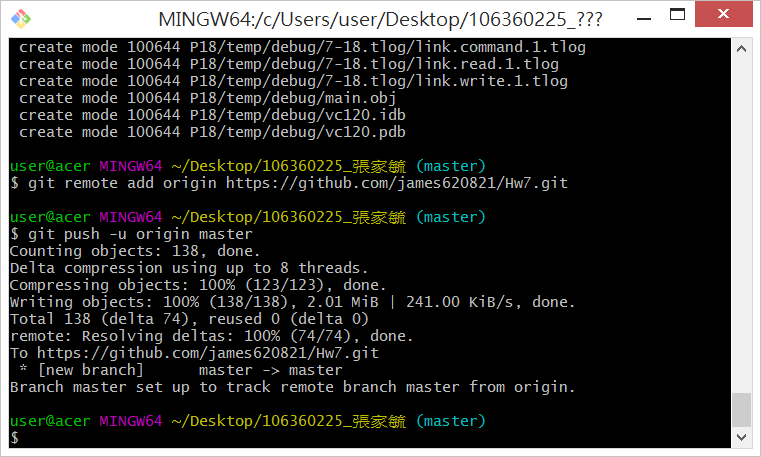 MINGW64:/c/Users/user/Desktop/106360225_???
create mode 100644 P18/temp/debug/7-18.tlog/link.command.1.tlog
create mode 100644 P18/temp/debug/7-18.tlog/link.read.1.tlog
create mode 100644 P18/temp/debug/7-18.tlog/link.write.1.tlog
create mode 100644 P18/temp/debug/main.obj
create mode 100644 P18/temp/debug/vc120.idb
create mode 100644 P18/temp/debug/vc120.pdb
user@acer MINGW64 ~/Desktop/106360225_張家毓 (master)
$ git remote add origin https://github.com/james620821/Hw7.git
user@acer MINGW64 ~/Desktop/106360225_張家毓 (master)
$ git push -u origin master
Counting objects: 138, done.
Delta compression using up to 8 threads.
Compressing objects: 100% (123/123), done.
Writing objects: 100% (138/138), 2.01 MiB | 241.00 KiB/s, done.
Total 138 (delta 74), reused 0 (delta 0)
remote: Resolving deltas: 100% (74/74), done.
To https://github.com/james620821/Hw7.git
* [new branch]      master -> master
Branch master set up to track remote branch master from origin.
user@acer MINGW64 ~/Desktop/106360225_張家毓 (master)
$